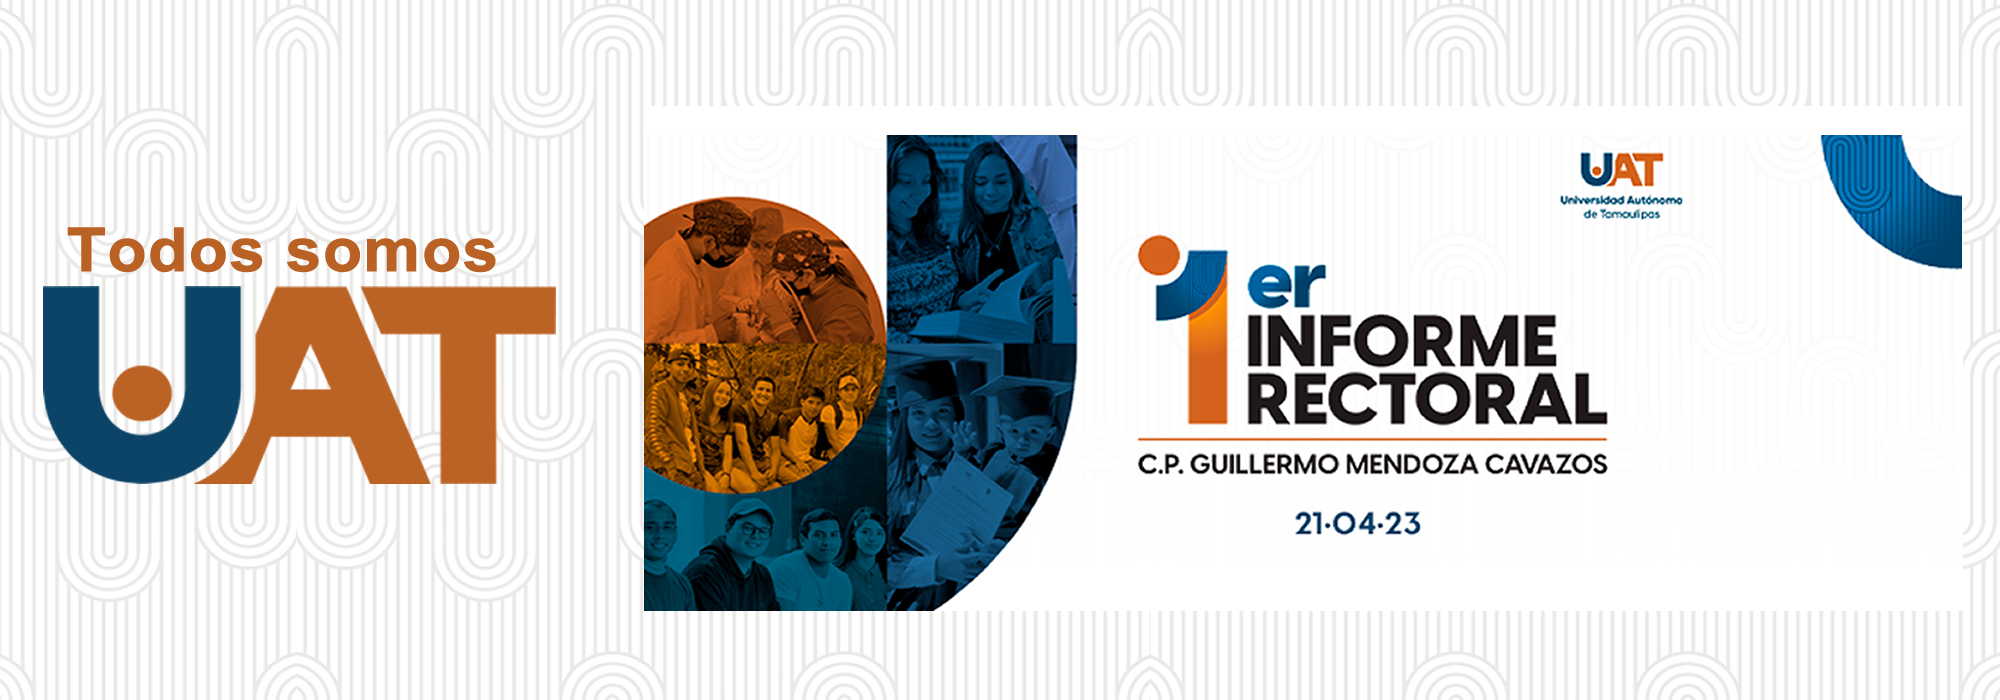 Todos somos
UAT
UAT
Universidad Autónoma
de Tamaulipas
1er
INFORME
RECTORAL
C.P. GUILLERMO MENDOZA CAVAZOS
21·04·23